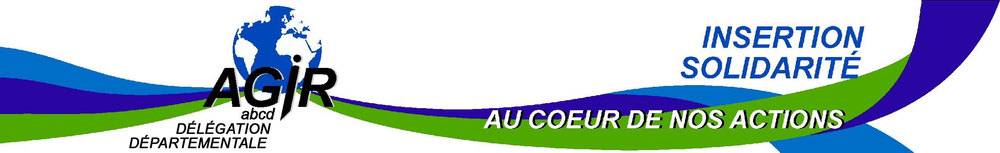 AGiR
abcd
DÉLÉGATION
DÉPARTEMENTALE
INSERTION
SOLIDARITÉ
AU COEUR DE NOS ACTIONS